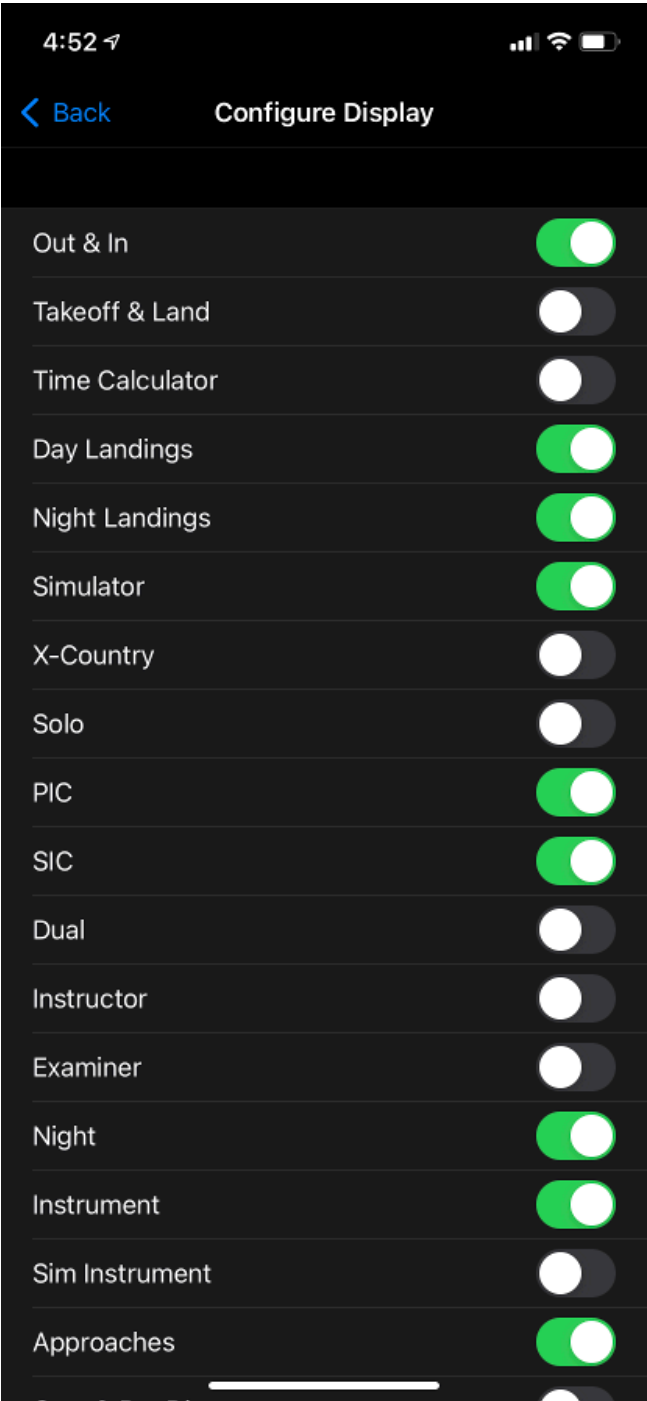 4:52
Back
Configure Display
Out & In
Takeoff & Land
Time Calculator
Day Landings
Night Landings
Simulator
X-Country
Solo
PIC
SIC
Dual
Instructor
Examiner
Night
Instrument
Sim Instrument
Approaches